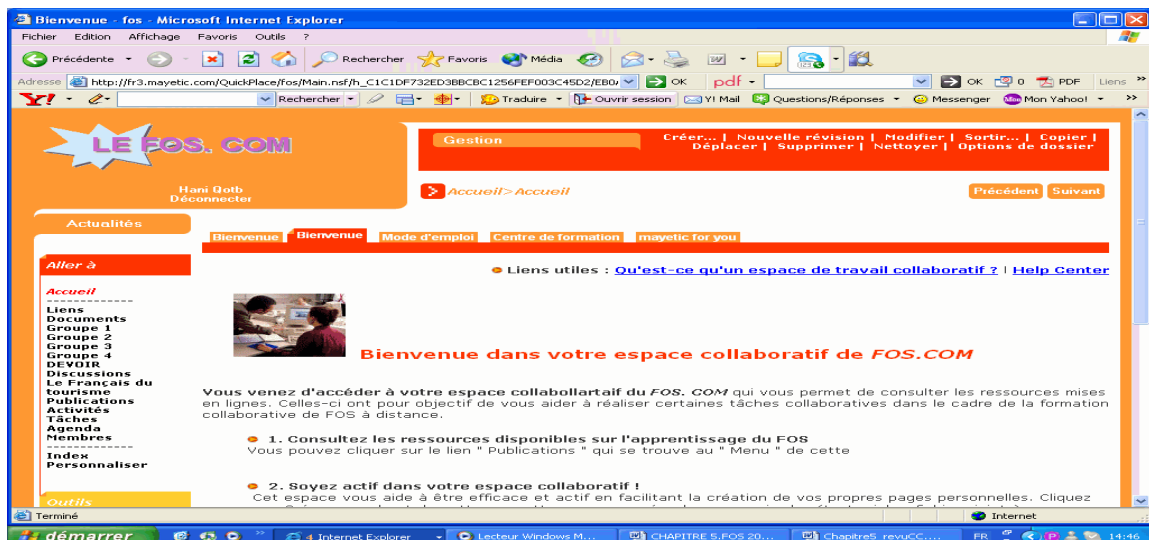 Bienvenue - fos - Microsoft Internet Explorer
Fichier Edition Affichage Favoris Outils ?
Précédente Rechercher Favoris Média pdf
Adresse http://fr3.mayetic.com/QuickPlace/fos/Main.nsf/h_C1C1DF732ED3BBCBC1256FEF003C45D2/EB0/ OK OK 0 PDF Liens »
Y! Rechercher Traduire Ouvrir session Y! Mail Questions/Réponses Messenger Mon Yahoo! »
LE FOS. COM
Gestion
Créer... | Nouvelle révision | Modifier | Sortir... | Copier |
Déplacer | Supprimer | Nettoyer | Options de dossier
Hani Qotb
Déconnecter
Accueil>Accueil
Précédent Suivant
Actualités
Bienvenue Bienvenue Mode d'emploi Centre de formation mayetic for you
Aller à
Liens utiles : Qu'est-ce qu'un espace de travail collaboratif ? | Help Center
Accueil
-------------
Liens
Documents
Groupe 1
Groupe 2
Groupe 3
Groupe 4
DEVOIR
Discussions
Le Français du
tourisme
Publications
Activités
Tâches
Agenda
Membres
-------------
Index
Personnaliser
Outils
Bienvenue dans votre espace collaboratif de FOS.COM
Vous venez d'accéder à votre espace collabollartaif du FOS. COM qui vous permet de consulter les ressources mises
en lignes. Celles-ci ont pour objectif de vous aider à réaliser certaines tâches collaboratives dans le cadre de la formation
collaborative de FOS à distance.
1. Consultez les ressources disponibles sur l'apprentissage du FOS
Vous pouvez cliquer sur le lien " Publications " qui se trouve au " Menu " de cette
2. Soyez actif dans votre espace collaboratif !
Cet espace vous aide à être efficace et actif en facilitant la création de vos propres pages personnelles. Cliquez
Terminé Internet
démarrer » 4 Internet Explorer Lecteur Windows M... CHAPITRE 5.FOS 20... Chapitre5_revuCC.... FR 14:46